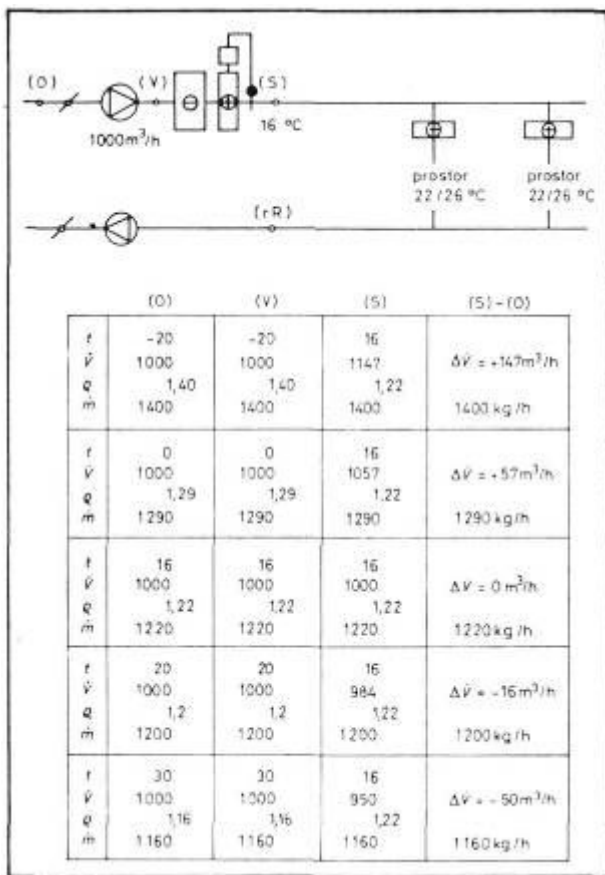 (O) (V) (S)
1000m³/h 16 °C
prostor prostor
22/26 °C 22/26 °C
(rR)
(O) (V) (S) (S)-(O)
t -20 -20 16
V̇ 1000 1000 1147 ΔV̇ = +147m³/h
ϱ 1,40 1,40 1,22
ṁ 1400 1400 1400 1400 kg/h
t 0 0 16
V̇ 1000 1000 1057 ΔV̇ = +57m³/h
ϱ 1,29 1,29 1,22
ṁ 1290 1290 1290 1290 kg/h
t 16 16 16
V̇ 1000 1000 1000 ΔV̇ = 0 m³/h
ϱ 1,22 1,22 1,22
ṁ 1220 1220 1220 1220 kg/h
t 20 20 16
V̇ 1000 1000 984 ΔV̇ = -16m³/h
ϱ 1,2 1,2 1,22
ṁ 1200 1200 1200 1200 kg/h
t 30 30 16
V̇ 1000 1000 950 ΔV̇ = -50m³/h
ϱ 1,16 1,16 1,22
ṁ 1160 1160 1160 1160 kg/h